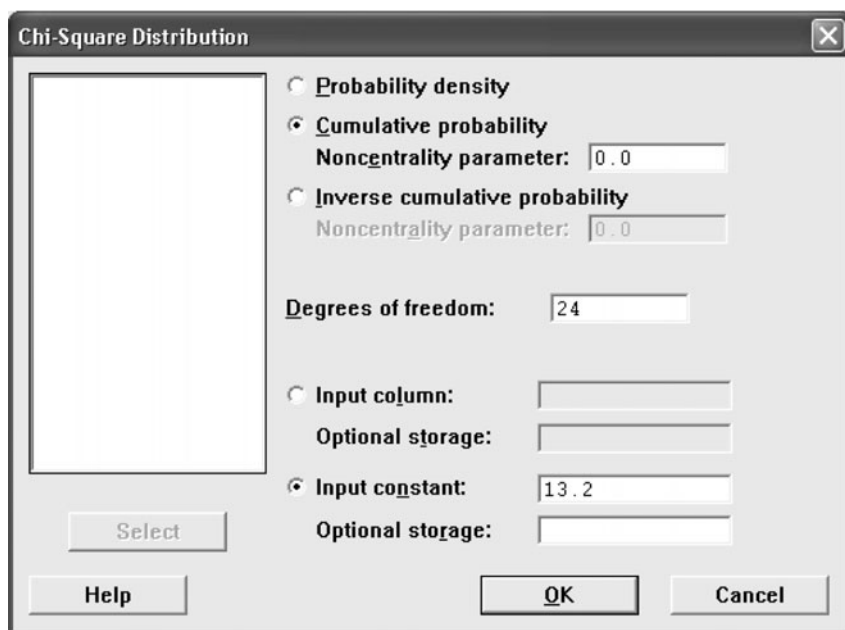 Chi-Square Distribution
Probability density
Cumulative probability
Noncentrality parameter: 0.0
Inverse cumulative probability
Noncentrality parameter: 0.0
Degrees of freedom: 24
Input column:
Optional storage:
Input constant: 13.2
Optional storage:
Select
Help OK Cancel